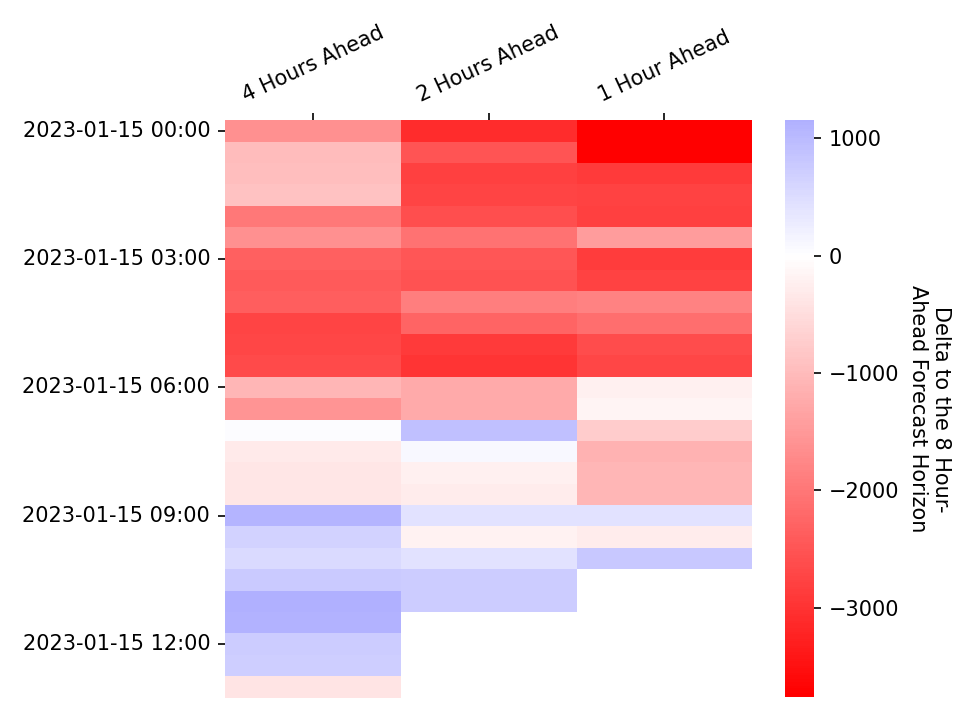 4 Hours Ahead
2 Hours Ahead
1 Hour Ahead
2023-01-15 00:00
2023-01-15 03:00
2023-01-15 06:00
2023-01-15 09:00
2023-01-15 12:00
1000
0
−1000
−2000
−3000
Delta to the 8 Hour-
Ahead Forecast Horizon